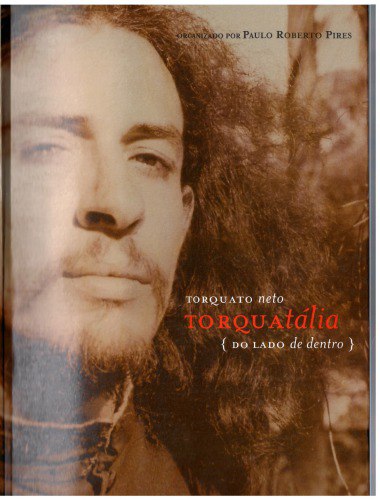 ORGANIZADO POR PAULO ROBERTO PIRES
TORQUATO neto
TORQUAtália
{ DO LADO de dentro }